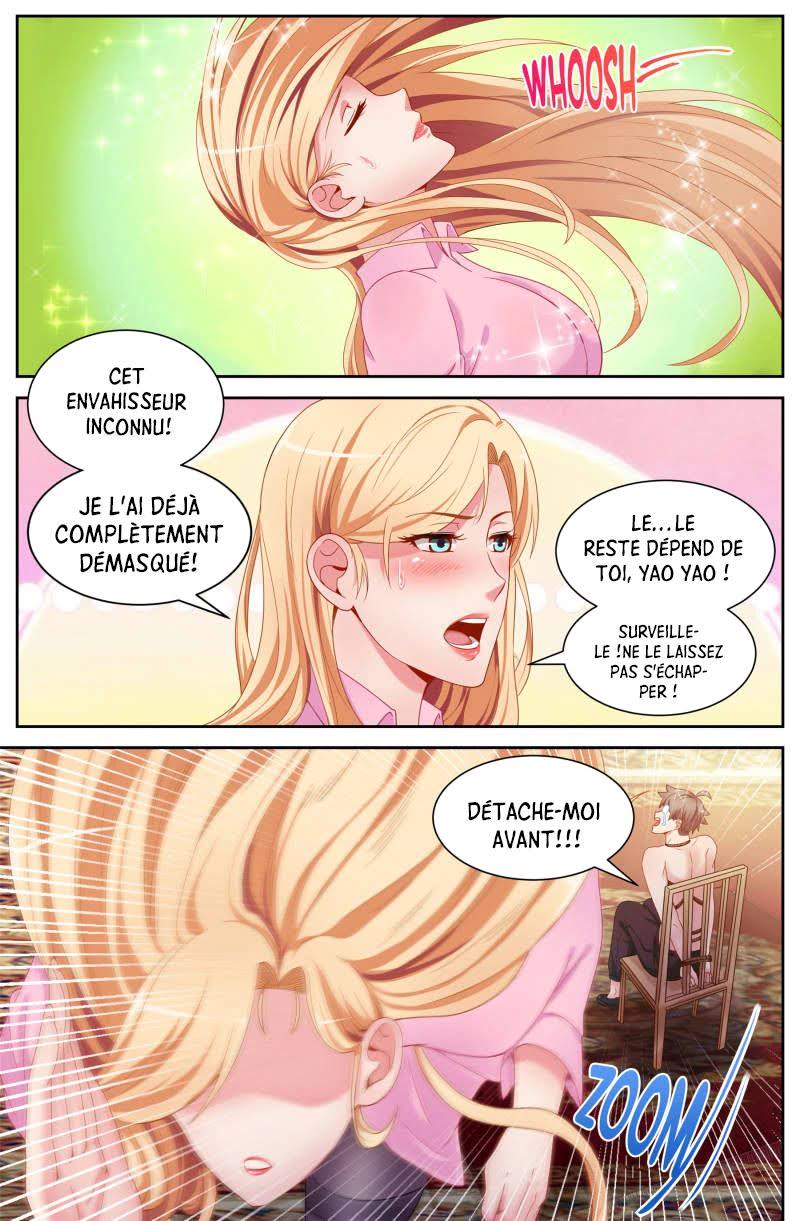 WHOOSH
CET
ENVAHISSEUR
INCONNU!
JE L'AI DÉJÀ
COMPLÈTEMENT
DÉMASQUÉ!
LE...LE
RESTE DÉPEND DE
TOI, YAO YAO !
SURVEILLE-
LE !NE LE LAISSEZ
PAS S'ÉCHAP-
PER !
DÉTACHE-MOI
AVANT!!!
ZOOM